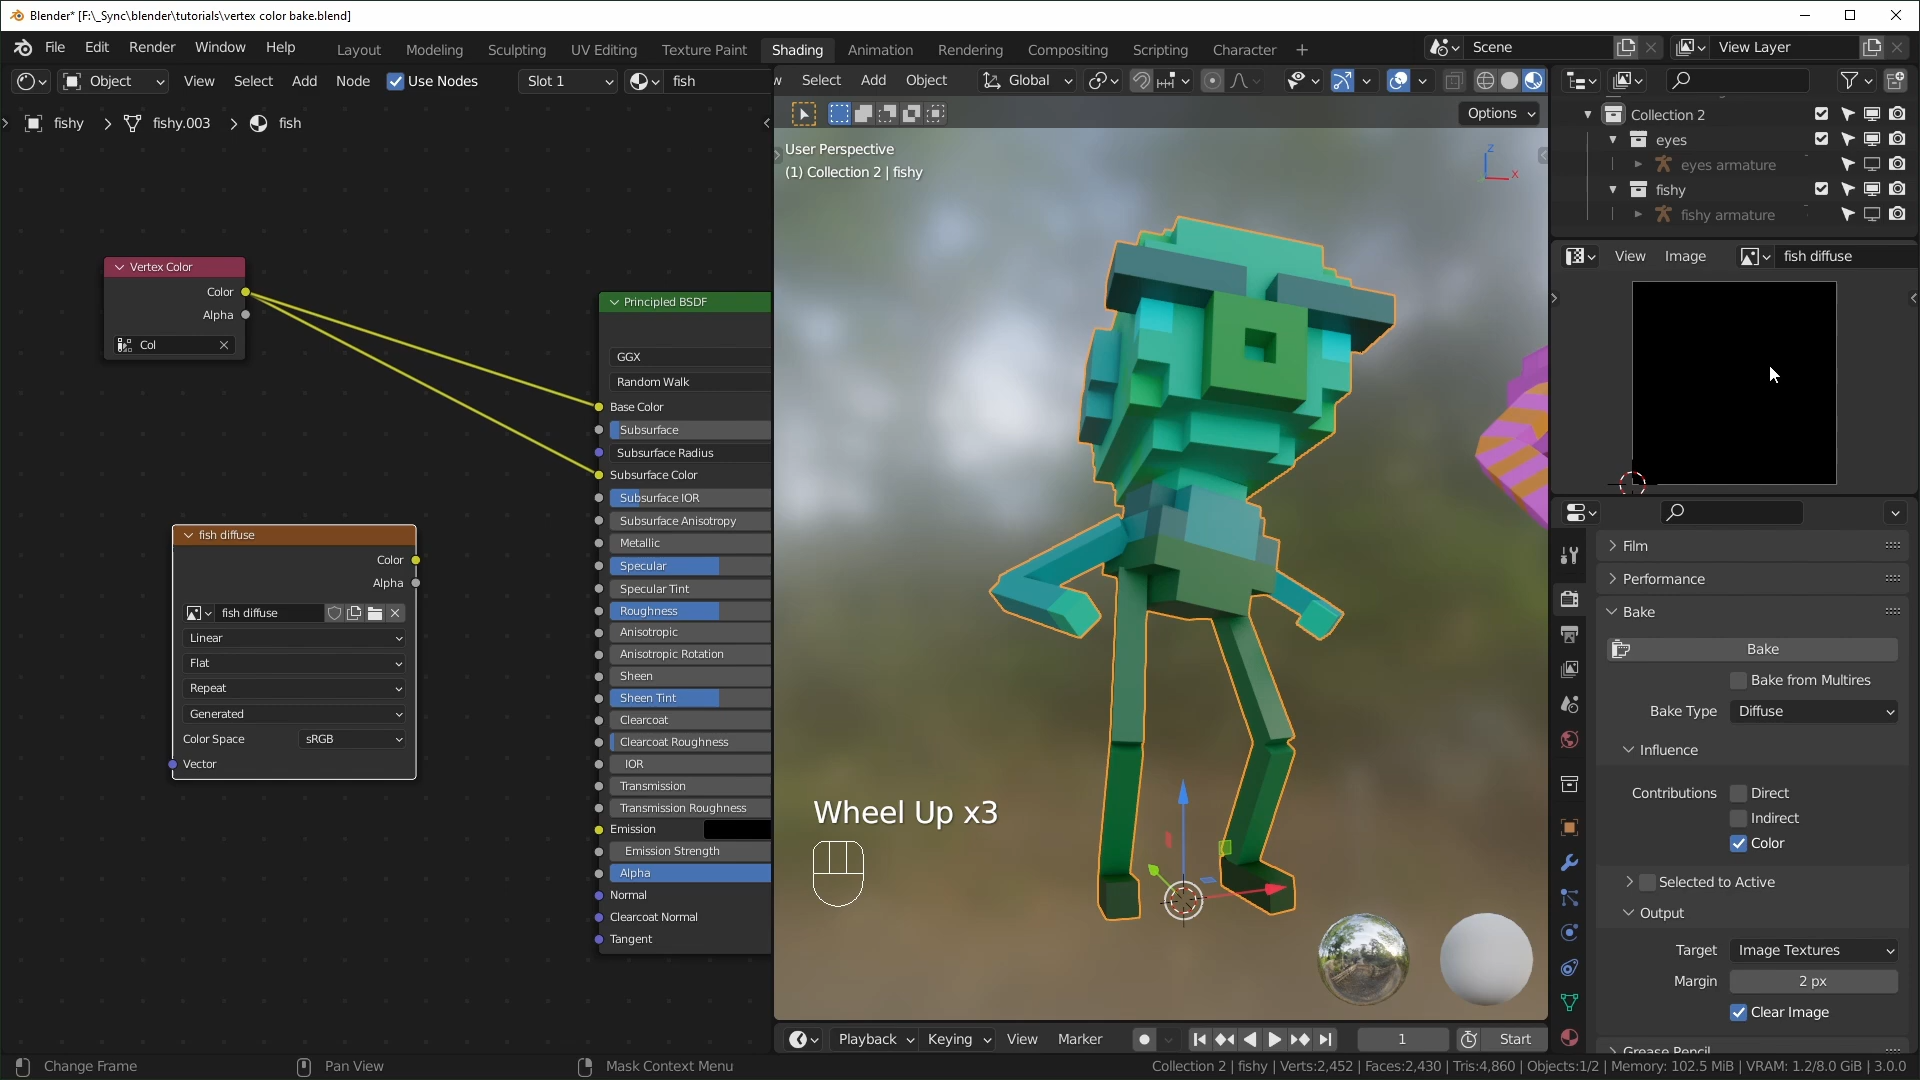 Blender* [F:\_Sync\blender\tutorials\vertex color bake.blend]
File Edit Render Window Help
Layout Modeling Sculpting UV Editing Texture Paint Shading Animation Rendering Compositing Scripting Character +
Scene
View Layer
Object View Select Add Node Use Nodes Slot 1 fish
fishy > fishy.003 > fish
Vertex Color
Color
Alpha
Col
fish diffuse
Color
Alpha
fish diffuse
Linear
Flat
Repeat
Generated
Color Space sRGB
Vector
Principled BSDF
GGX
Random Walk
Base Color
Subsurface
Subsurface Radius
Subsurface Color
Subsurface IOR
Subsurface Anisotropy
Metallic
Specular
Specular Tint
Roughness
Anisotropic
Anisotropic Rotation
Sheen
Sheen Tint
Clearcoat
Clearcoat Roughness
IOR
Transmission
Transmission Roughness
Emission
Emission Strength
Alpha
Normal
Clearcoat Normal
Tangent
Select Add Object Global
Options
User Perspective
(1) Collection 2 | fishy
Z
X
Wheel Up x3
Playback Keying View Marker 1 Start
Collection 2
eyes
eyes armature
fishy
fishy armature
View Image fish diffuse
Film
Performance
Bake
Bake
Bake from Multires
Bake Type Diffuse
Influence
Contributions Direct
Indirect
Color
Selected to Active
Output
Target Image Textures
Margin 2 px
Clear Image
Grease Pencil
Change Frame Pan View Mask Context Menu Collection 2 | fishy | Verts:2,452 | Faces:2,430 | Tris:4,860 | Objects:1/2 | Memory: 102.5 MiB | VRAM: 1.2/8.0 GiB | 3.0.0